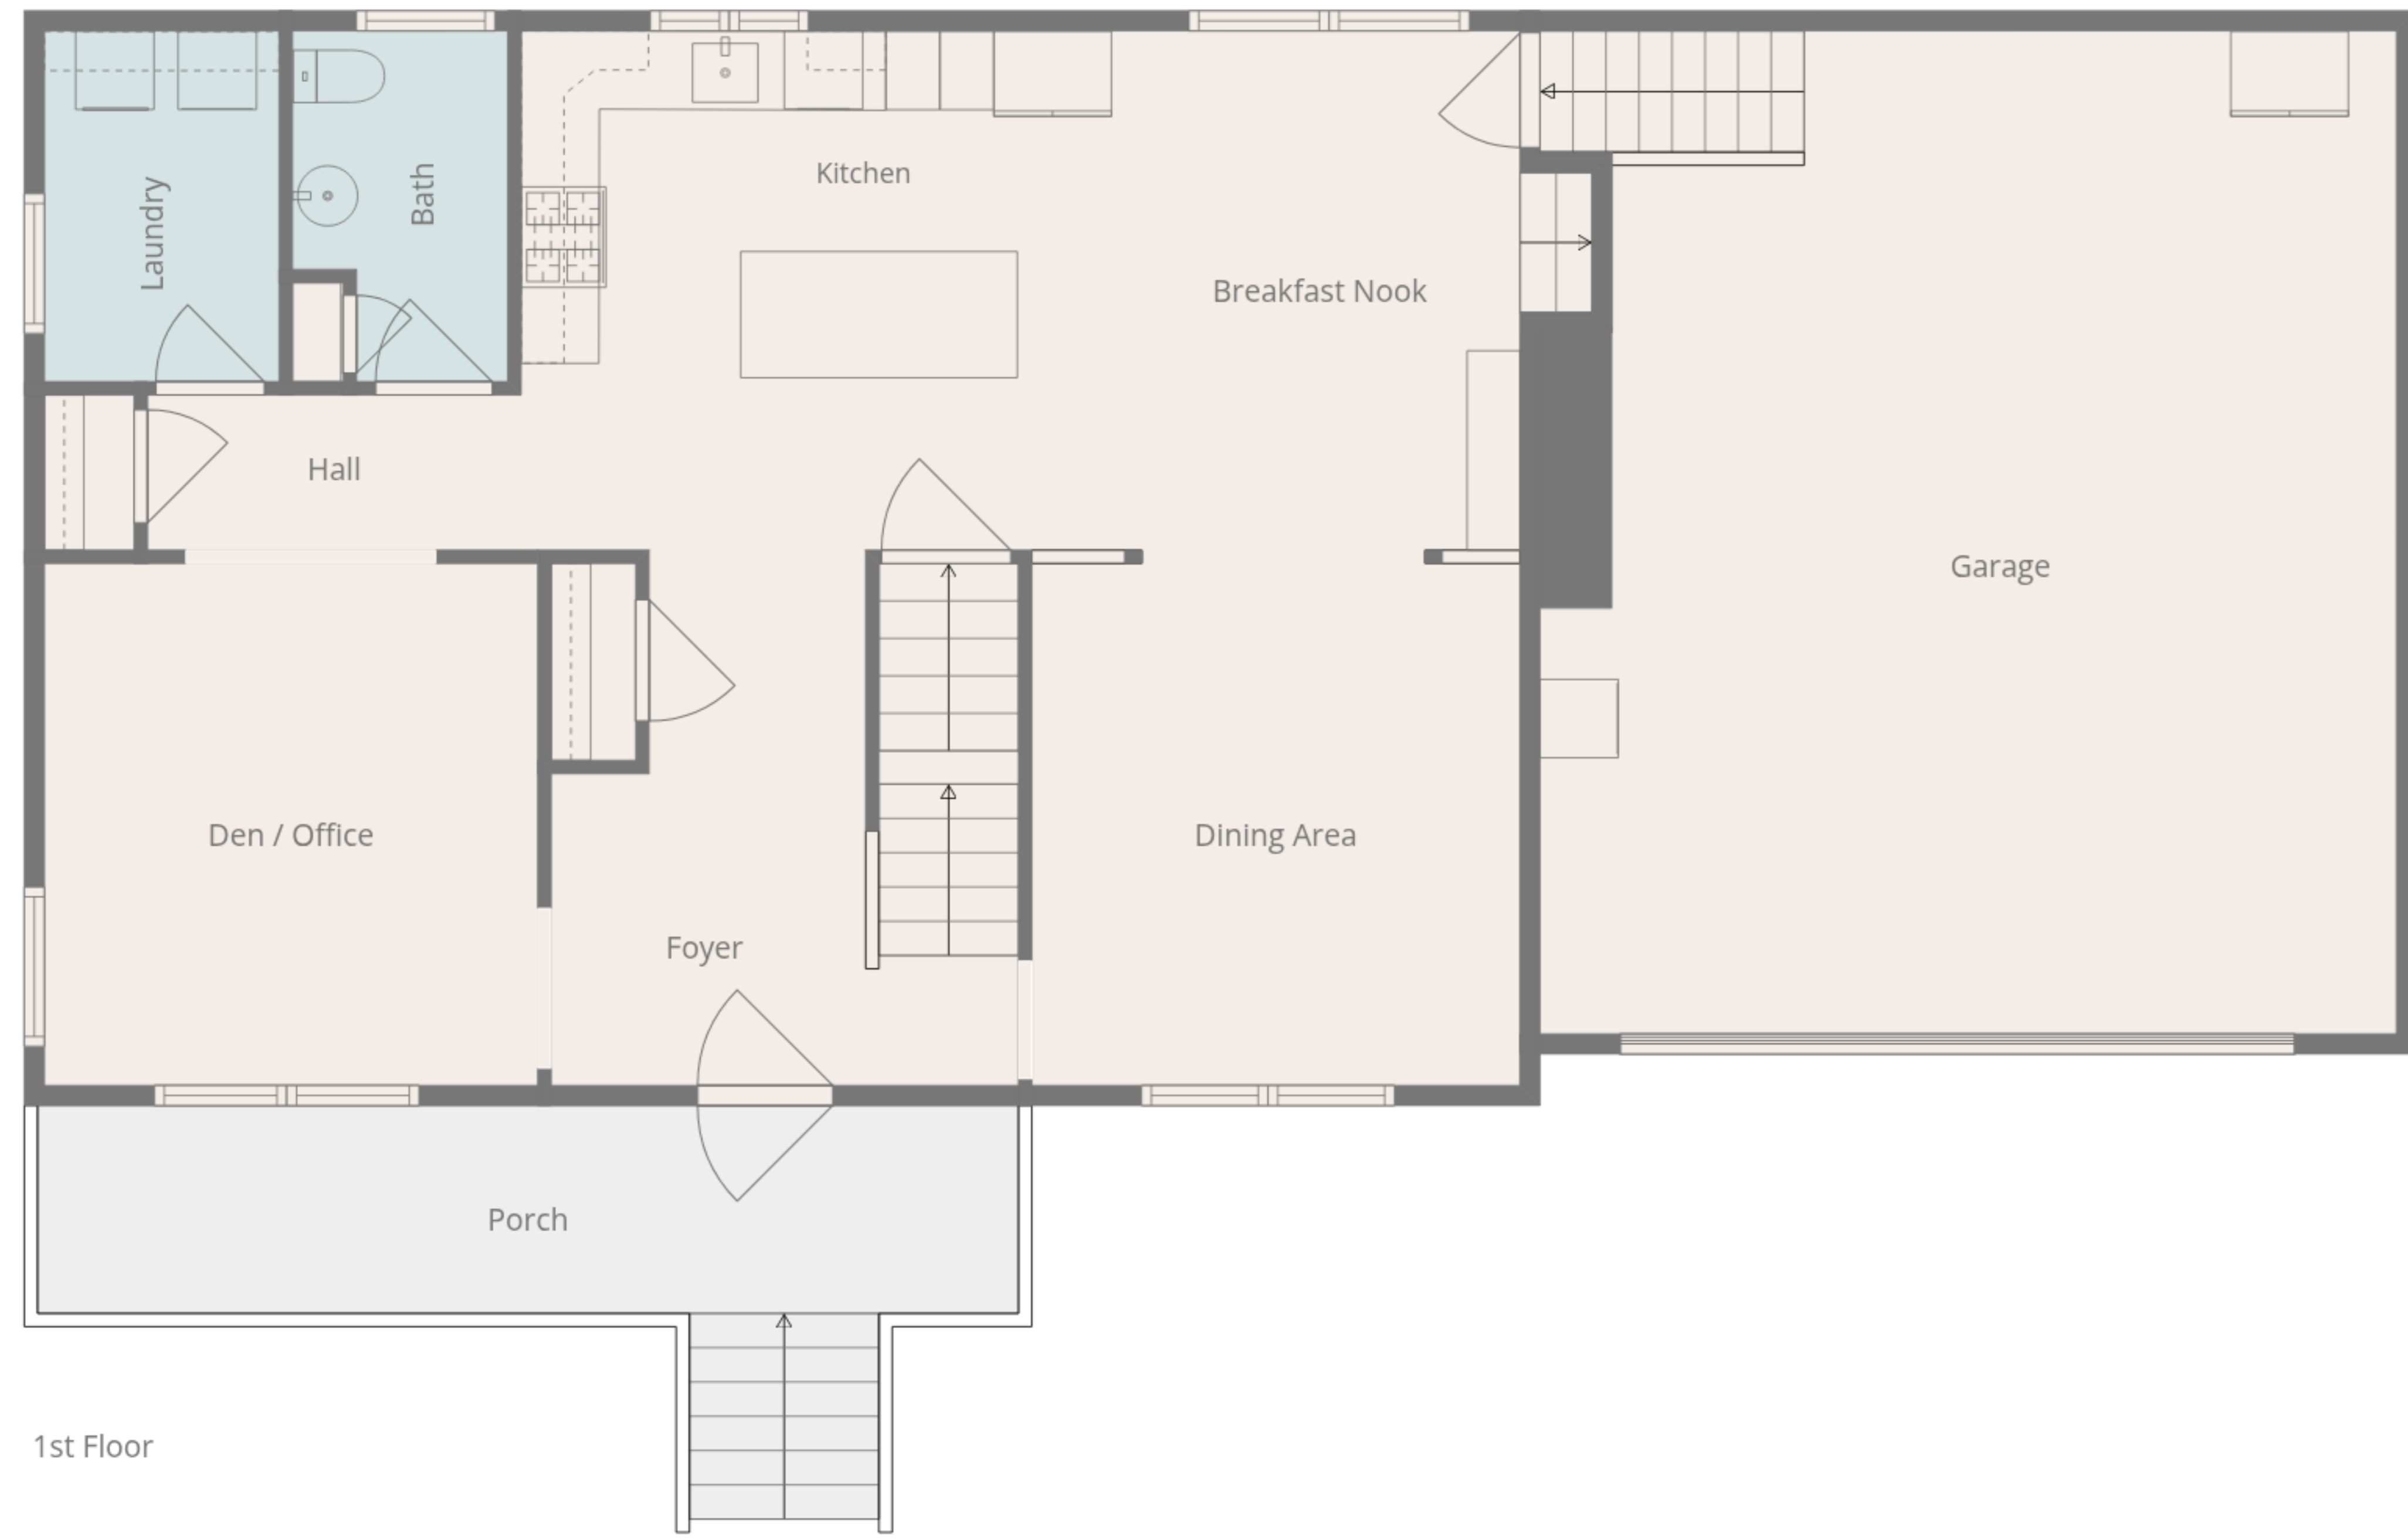 Laundry
Bath
Kitchen
Breakfast Nook
Hall
Garage
Den / Office
Dining Area
Foyer
Porch
1st Floor